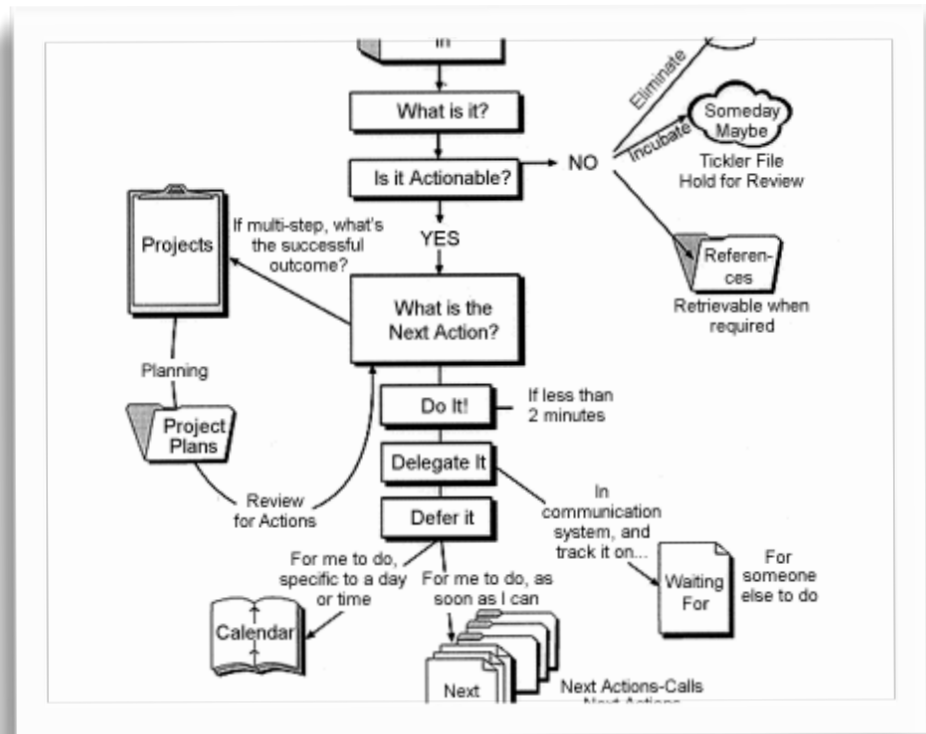 In
What is it?
Eliminate
Someday
Maybe
Incubate
Tickler File
Hold for Review
Is it Actionable?
NO
YES
Projects
If multi-step, what's
the successful
outcome?
Referen-
ces
Retrievable when
required
What is the
Next Action?
Planning
Project
Plans
Do It!
If less than
2 minutes
Delegate It
Review
for Actions
Defer it
In
communication
system, and
track it on...
Waiting
For
For
someone
else to do
For me to do,
specific to a day
or time
For me to do, as
soon as I can
Calendar
Next
Next Actions-Calls
Next Actions